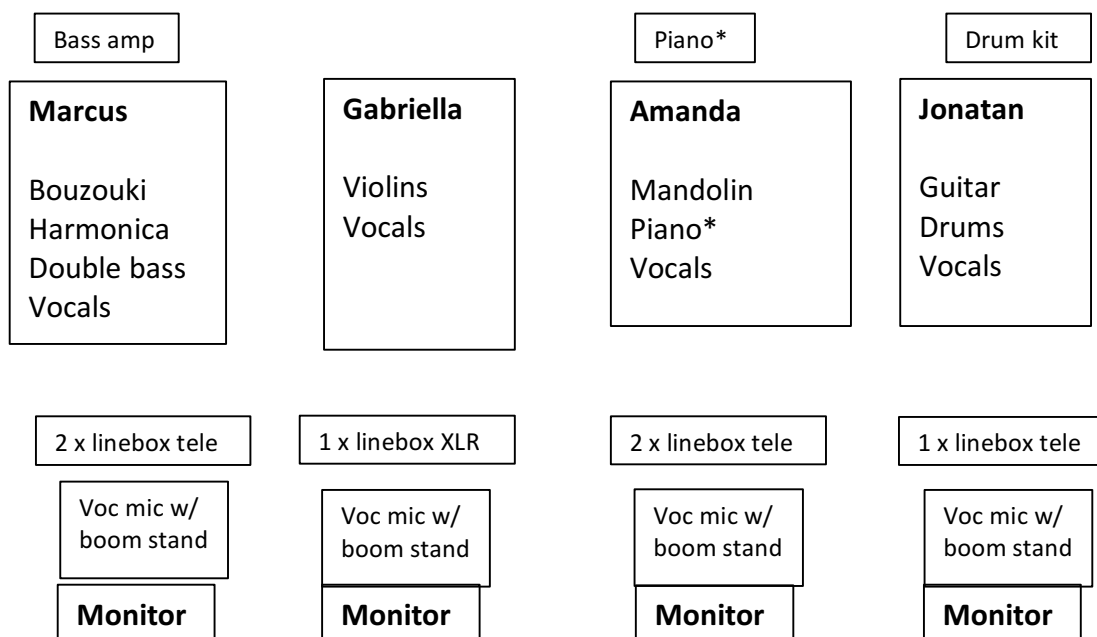 Bass amp
Piano*
Drum kit
Marcus
Bouzouki
Harmonica
Double bass
Vocals
Gabriella
Violins
Vocals
Amanda
Mandolin
Piano*
Vocals
Jonatan
Guitar
Drums
Vocals
2 x linebox tele
1 x linebox XLR
2 x linebox tele
1 x linebox tele
Voc mic w/
boom stand
Voc mic w/
boom stand
Voc mic w/
boom stand
Voc mic w/
boom stand
Monitor
Monitor
Monitor
Monitor